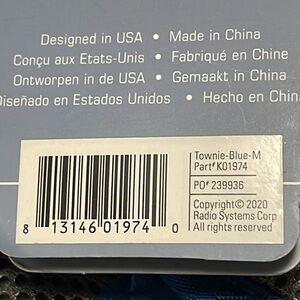 Designed in USA • Made in China
Conçu aux Etats-Unis • Fabriqué en Chine
Ontworpen in de USA • Gemaakt in China
Diseñado en Estados Unidos • Hecho en China
Townie-Blue-M
Part# K01974
PO# 239936
Copyright© 2020
Radio Systems Corp
All rights reserved
8 13146 01974 0